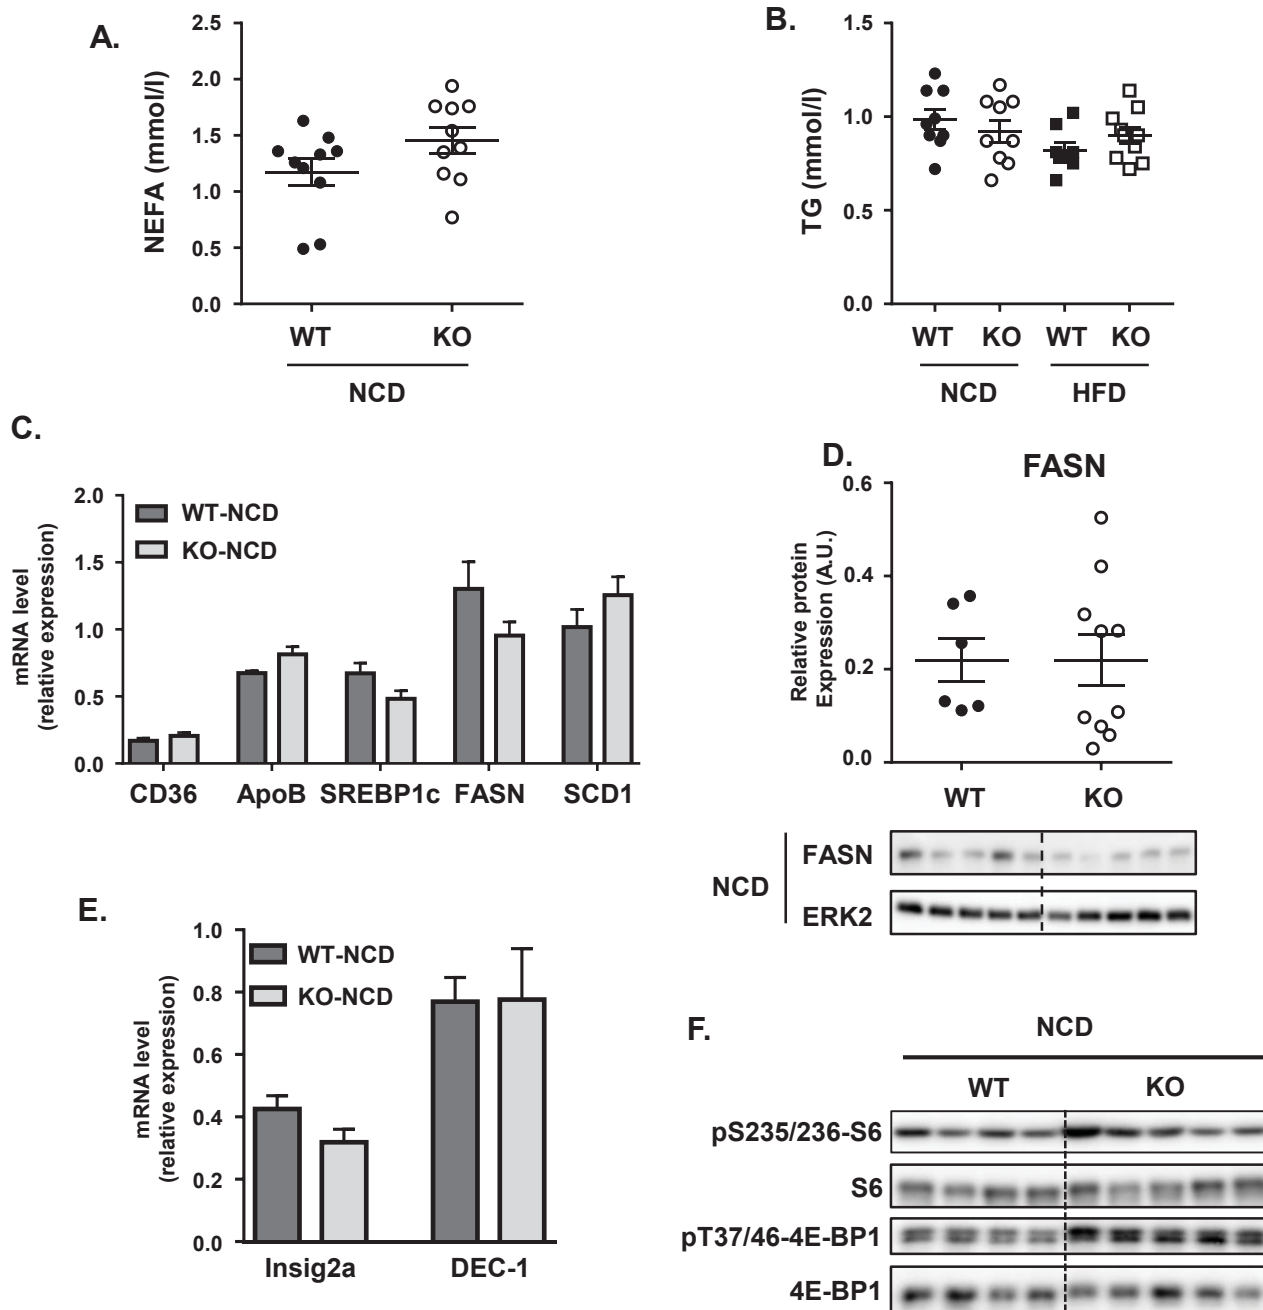 A.
NEFA (mmol/l)
2.5
2.0
1.5
1.0
0.5
0.0
WT KO
NCD
B.
TG (mmol/l)
1.5
1.0
0.5
0.0
WT KO WT KO
NCD HFD
C.
mRNA level
(relative expression)
2.0
1.5
1.0
0.5
0.0
WT-NCD
KO-NCD
CD36 ApoB SREBP1c FASN SCD1
D.
FASN
Relative protein
Expression (A.U.)
0.6
0.4
0.2
0.0
WT KO
NCD
FASN
ERK2
E.
mRNA level
(relative expression)
1.0
0.8
0.6
0.4
0.2
0.0
WT-NCD
KO-NCD
Insig2a DEC-1
F.
NCD
WT KO
pS235/236-S6
S6
pT37/46-4E-BP1
4E-BP1